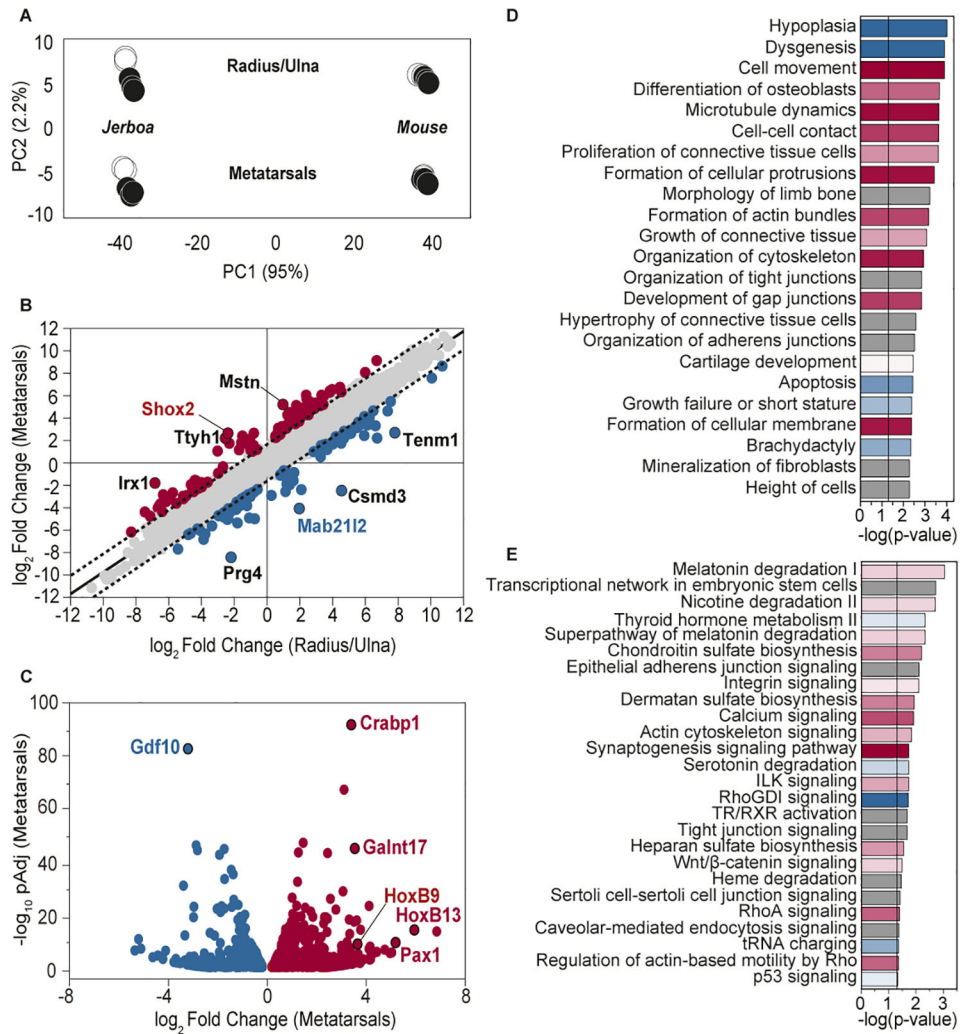 A
10
5
0
-5
-10
PC2 (2.2%)
Radius/Ulna
Jerboa
Mouse
Metatarsals
-40 -20 0 20 40
PC1 (95%)
B
12
10
8
6
4
2
0
-2
-4
-6
-8
-10
-12
log2 Fold Change (Metatarsals)
Mstn
Shox2
Ttyh1
Tenm1
Irx1
Csmd3
Mab21l2
Prg4
-12 -10 -8 -6 -4 -2 0 2 4 6 8 10 12
log2 Fold Change (Radius/Ulna)
C
100
80
60
40
20
0
-log10 pAdj (Metatarsals)
Crabp1
Gdf10
Galnt17
HoxB9
HoxB13
Pax1
-8 -4 0 4 8
log2 Fold Change (Metatarsals)
D
Hypoplasia
Dysgenesis
Cell movement
Differentiation of osteoblasts
Microtubule dynamics
Cell-cell contact
Proliferation of connective tissue cells
Formation of cellular protrusions
Morphology of limb bone
Formation of actin bundles
Growth of connective tissue
Organization of cytoskeleton
Organization of tight junctions
Development of gap junctions
Hypertrophy of connective tissue cells
Organization of adherens junctions
Cartilage development
Apoptosis
Growth failure or short stature
Formation of cellular membrane
Brachydactyly
Mineralization of fibroblasts
Height of cells
0 1 2 3 4
-log(p-value)
E
Melatonin degradation I
Transcriptional network in embryonic stem cells
Nicotine degradation II
Thyroid hormone metabolism II
Superpathway of melatonin degradation
Chondroitin sulfate biosynthesis
Epithelial adherens junction signaling
Integrin signaling
Dermatan sulfate biosynthesis
Calcium signaling
Actin cytoskeleton signaling
Synaptogenesis signaling pathway
Serotonin degradation
ILK signaling
RhoGDI signaling
TR/RXR activation
Tight junction signaling
Heparan sulfate biosynthesis
Wnt/β-catenin signaling
Heme degradation
Sertoli cell-sertoli cell junction signaling
RhoA signaling
Caveolar-mediated endocytosis signaling
tRNA charging
Regulation of actin-based motility by Rho
p53 signaling
0 1 2 3
-log(p-value)